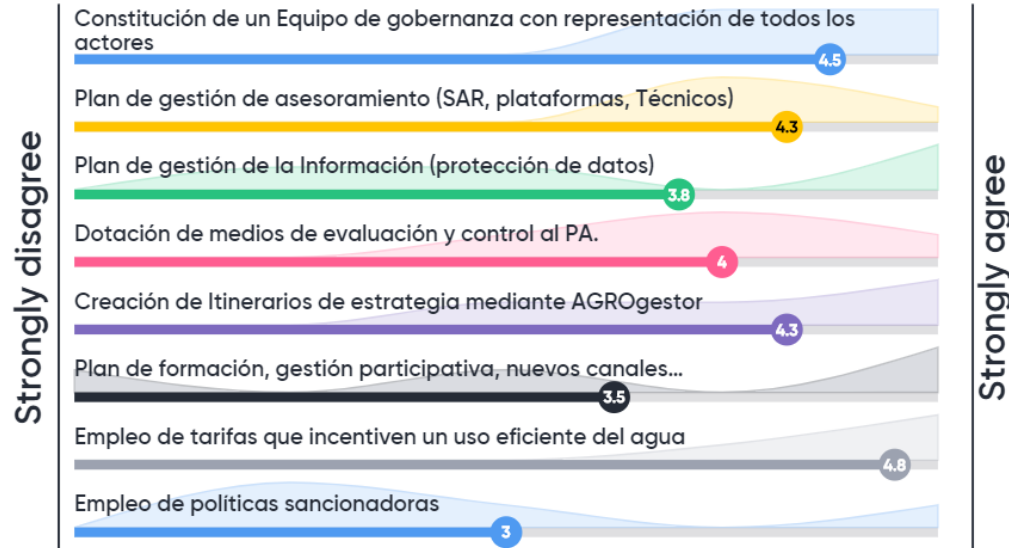 Strongly disagree
Constitución de un Equipo de gobernanza con representación de todos los
actores
4.5
Plan de gestión de asesoramiento (SAR, plataformas, Técnicos)
4.3
Plan de gestión de la Información (protección de datos)
3.8
Dotación de medios de evaluación y control al PA.
4
Creación de Itinerarios de estrategia mediante AGROgestor
4.3
Plan de formación, gestión participativa, nuevos canales...
3.5
Empleo de tarifas que incentiven un uso eficiente del agua
4.8
Empleo de políticas sancionadoras
3
Strongly agree